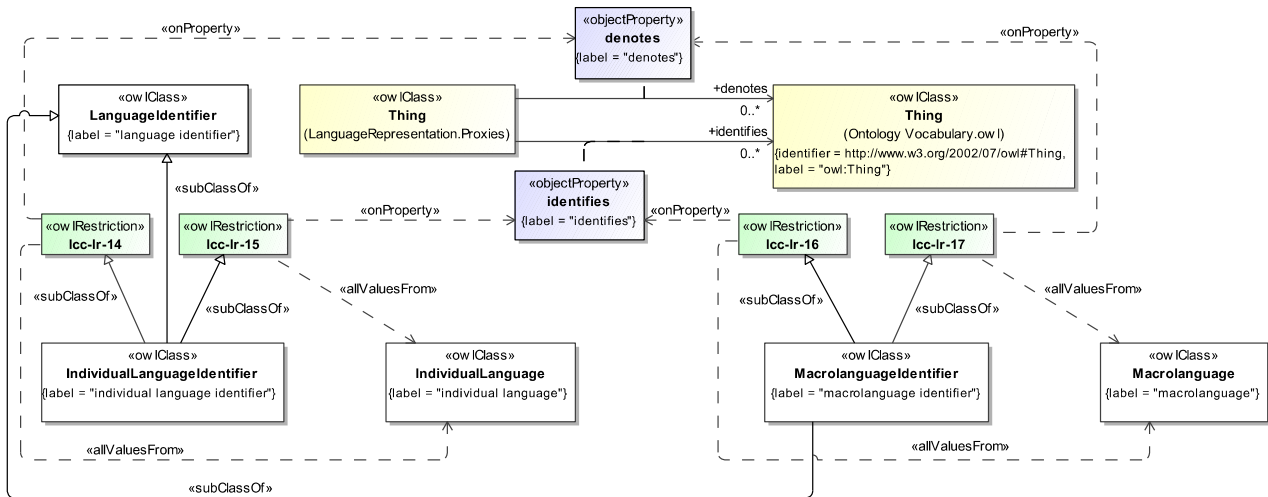 «objectProperty»
denotes
{label = "denotes"}
«onProperty»
«onProperty»
«owlClass»
LanguageIdentifier
{label = "language identifier"}
«owlClass»
Thing
(LanguageRepresentation.Proxies)
+denotes
0..*
+identifies
0..*
«owlClass»
Thing
(Ontology Vocabulary.owl)
{identifier = http://www.w3.org/2002/07/owl#Thing,
label = "owl:Thing"}
«subClassOf»
«objectProperty»
identifies
{label = "identifies"}
«owlRestriction»
lcc-lr-14
«owlRestriction»
lcc-lr-15
«onProperty»
«onProperty»
«owlRestriction»
lcc-lr-16
«owlRestriction»
lcc-lr-17
«subClassOf»
«subClassOf»
«allValuesFrom»
«subClassOf»
«subClassOf»
«allValuesFrom»
«owlClass»
IndividualLanguageIdentifier
{label = "individual language identifier"}
«owlClass»
IndividualLanguage
{label = "individual language"}
«owlClass»
MacrolanguageIdentifier
{label = "macrolanguage identifier"}
«owlClass»
Macrolanguage
{label = "macrolanguage"}
«allValuesFrom»
«allValuesFrom»
«subClassOf»